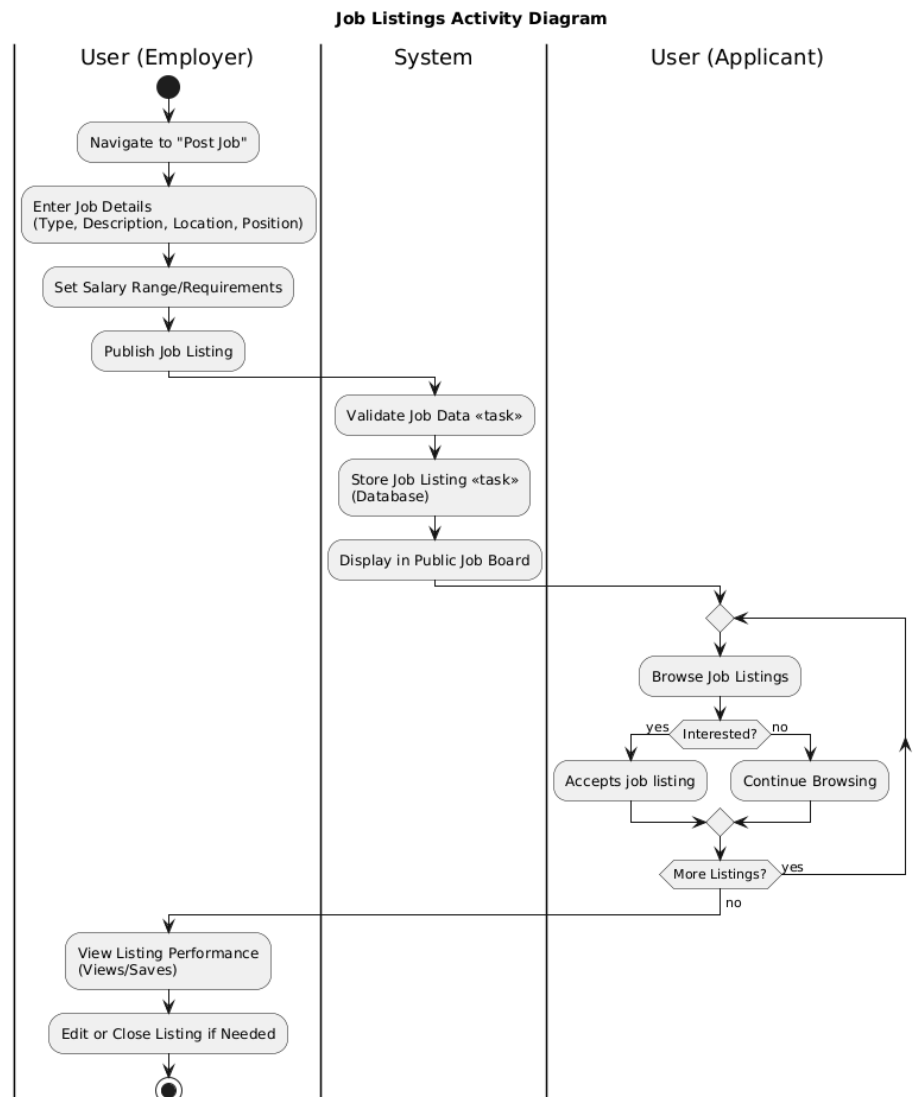 Job Listings Activity Diagram
User (Employer)
System
User (Applicant)
Navigate to "Post Job"
Enter Job Details
(Type, Description, Location, Position)
Set Salary Range/Requirements
Publish Job Listing
Validate Job Data «task»
Store Job Listing «task»
(Database)
Display in Public Job Board
Browse Job Listings
yes
Interested?
no
Accepts job listing
Continue Browsing
More Listings?
yes
no
View Listing Performance
(Views/Saves)
Edit or Close Listing if Needed